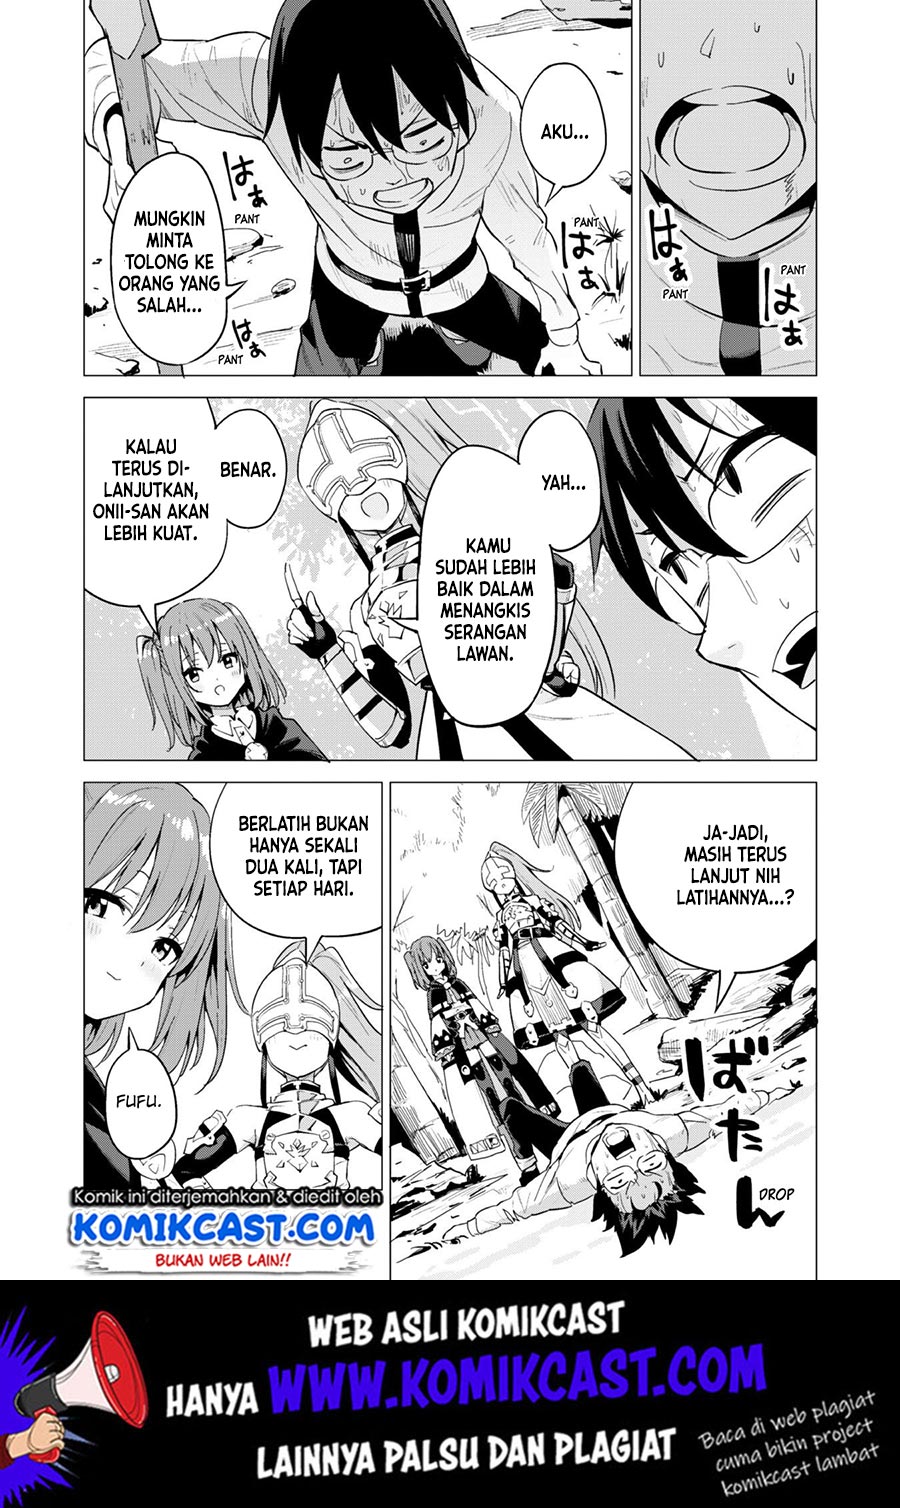 はぁ
PANT
はぁ
PANT
AKU...
PANT
はぁ
はぁ
PANT
MUNGKIN
MINTA
TOLONG KE
ORANG YANG
SALAH...
はぁ
PANT
YAH...
KAMU
SUDAH LEBIH
BAIK DALAM
MENANGKIS
SERANGAN
LAWAN.
BENAR.
KALAU
TERUS DI-
LANJUTKAN,
ONII-SAN AKAN
LEBIH KUAT.
JA-JADI,
MASIH TERUS
LANJUT NIH
LATIHANNYA...?
ばたん
DROP
BERLATIH BUKAN
HANYA SEKALI
DUA KALI, TAPI
SETIAP HARI.
FUFU.
Komik ini diterjemahkan & diedit oleh
KOMIKCAST.COM
BUKAN WEB LAIN!!
WEB ASLI KOMIKCAST
HANYA WWW.KOMIKCAST.COM
LAINNYA PALSU DAN PLAGIAT
Baca di web plagiat
cuma bikin project
komikcast lambat